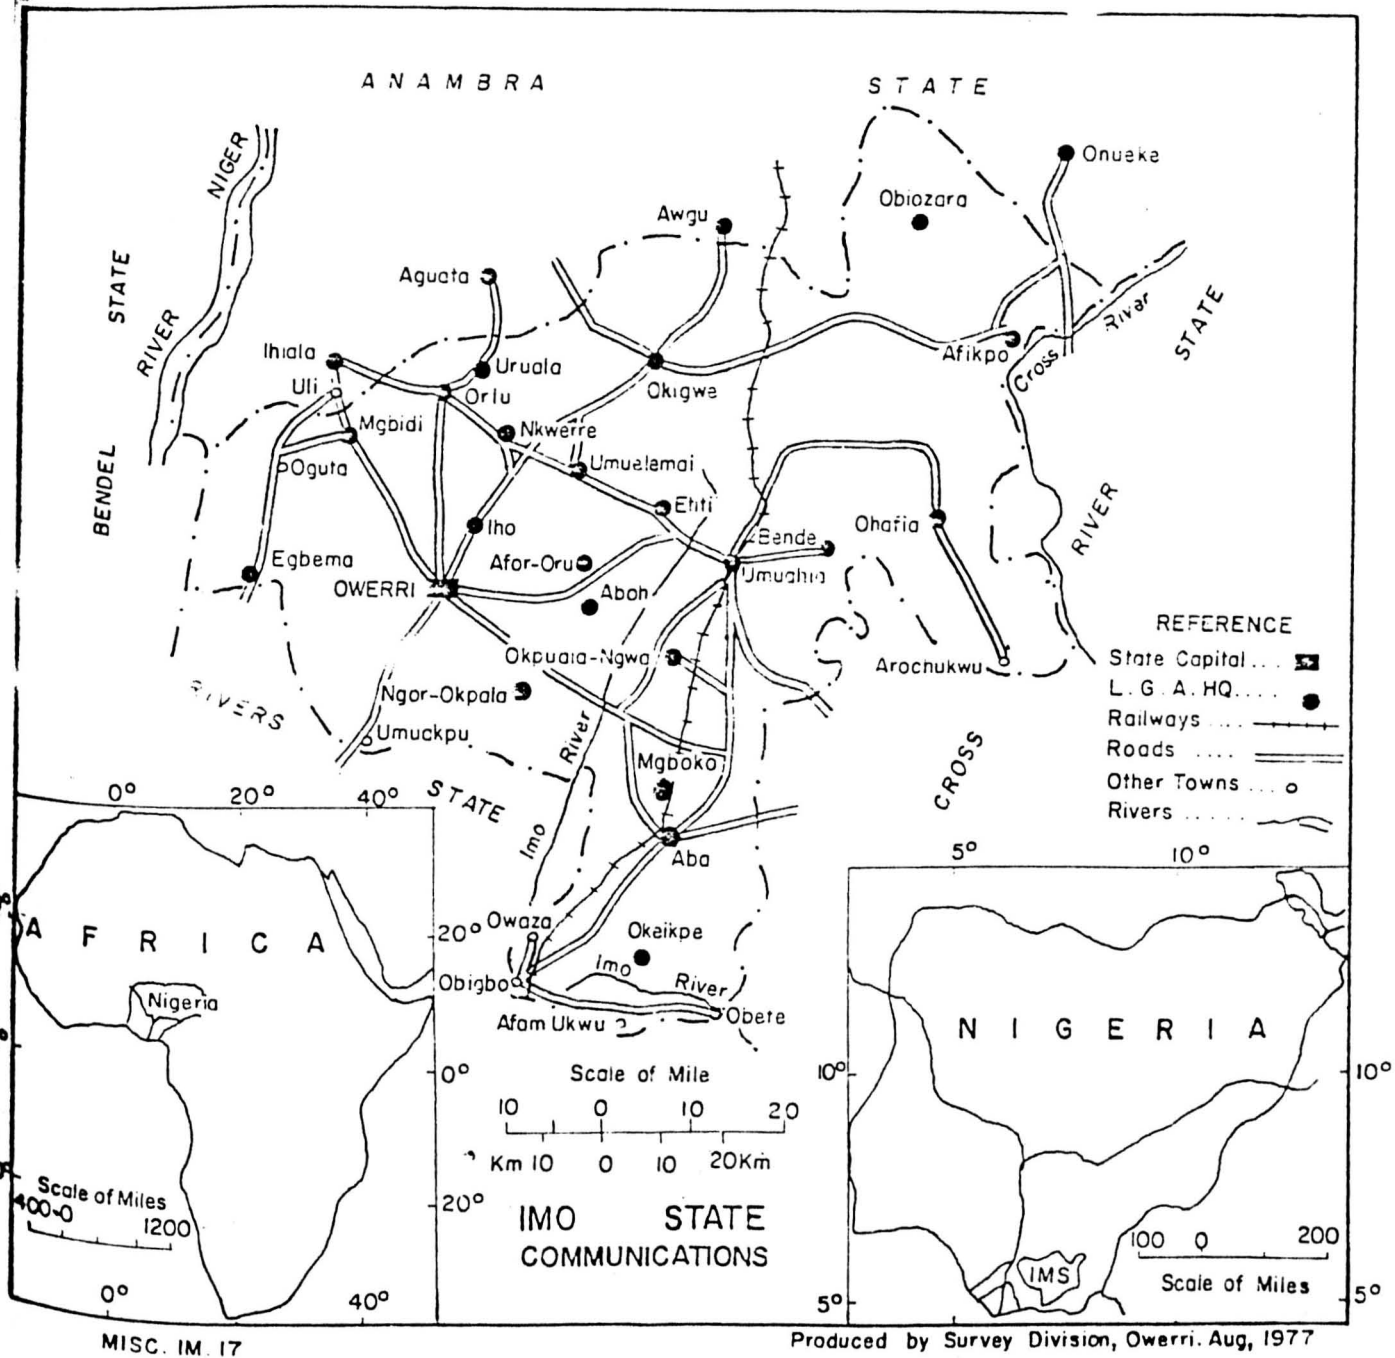 ANAMBRA STATE
NIGER
RIVER
BENDEL STATE
Onueke
Obiozara
Awgu
Aguata
River
STATE
Ihiala
Uruala
Afikpo
Cross
Uli
Orlu
Okigwe
Mgbidi
Nkwerre
Oguta
Umuelemai
Iho
Etiti
Ohafia
RIVER
Bende
Egbema
Afor-Oru
OWERRI
Aboh
Umuahia
REFERENCE
State Capital ...
L. G. A. HQ....
Railways ....
Roads ....
Other Towns ...
Rivers .....
Okpuala-Ngwa
Arochukwu
Ngor-Okpala
RIVERS
Umuakpu
River
Mgboko
CROSS
STATE
Imo
Aba
Owaza
Okeikpe
Obigbo
Imo River
Afam Ukwu
Obete
0° 20° 40°
AFRICA
Nigeria
20°
0°
20°
Scale of Miles
400 0 1200
0° 40°
Scale of Mile
10 0 10 20
Km 10 0 10 20Km
IMO STATE
COMMUNICATIONS
5° 10°
NIGERIA
10° 10°
IMS
100 0 200
Scale of Miles
5° 5°
MISC. IM. 17
Produced by Survey Division, Owerri. Aug, 1977